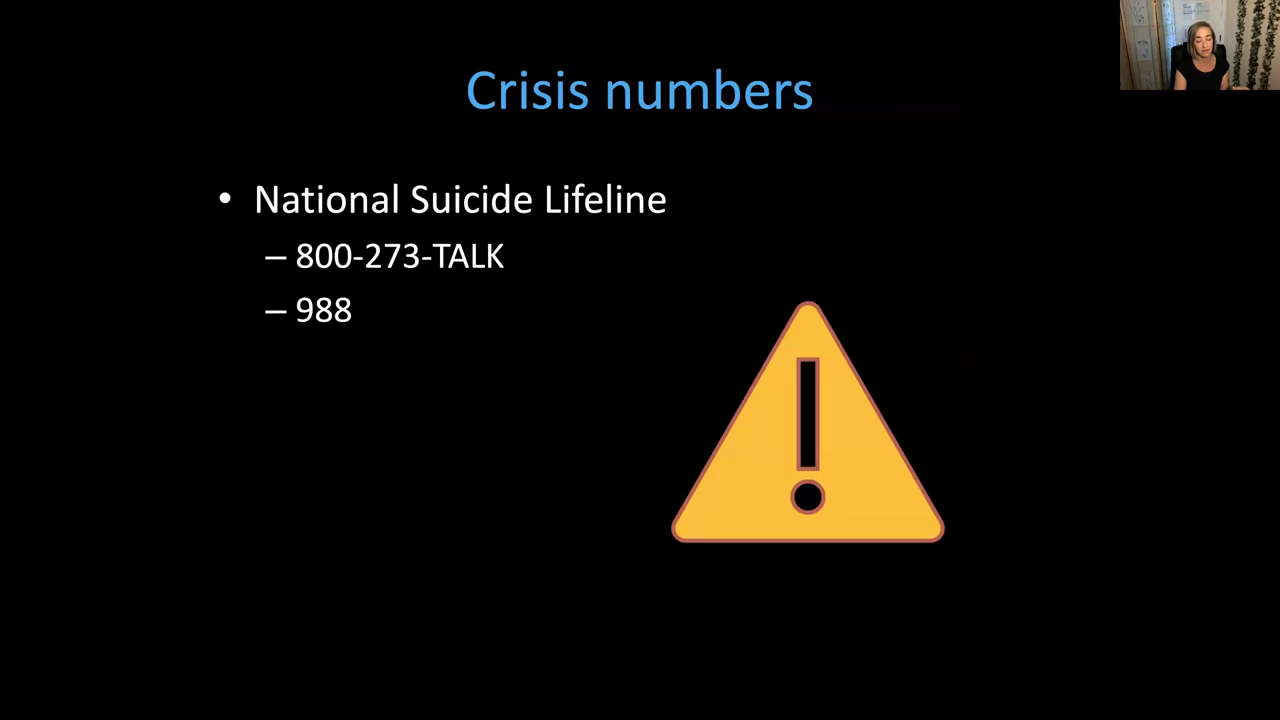 Crisis numbers
• National Suicide Lifeline
– 800-273-TALK
– 988